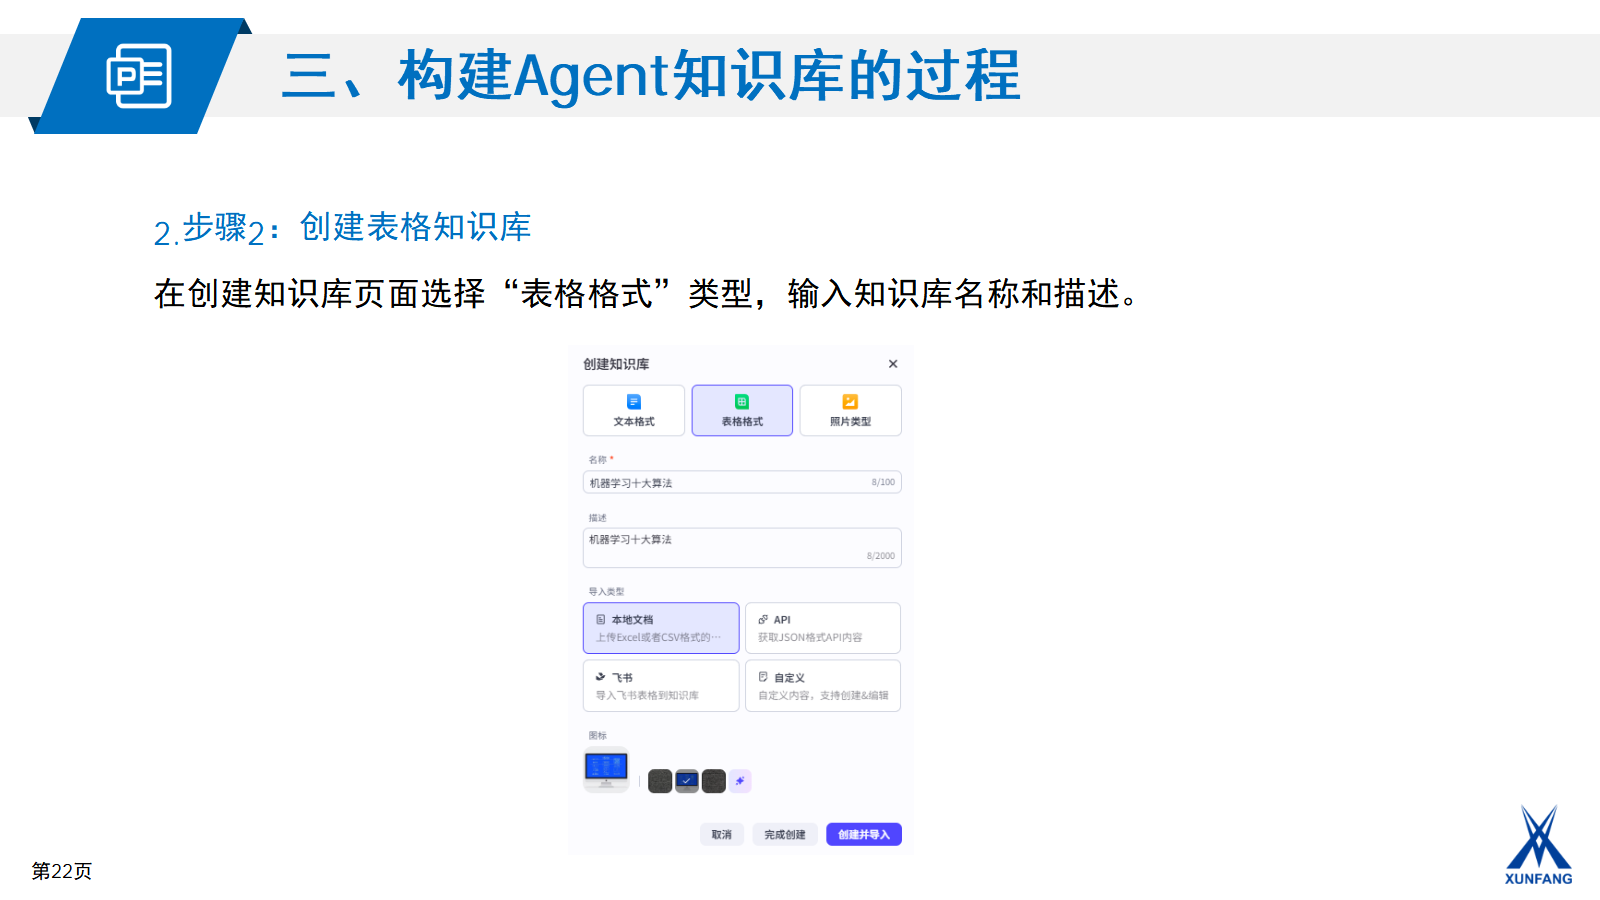 三、构建Agent知识库的过程
2.步骤2：创建表格知识库
在创建知识库页面选择“表格格式”类型，输入知识库名称和描述。
创建知识库
文本格式 表格格式 照片类型
名称 *
机器学习十大算法 8/100
描述
机器学习十大算法
8/2000
导入类型
本地文档 API
上传Excel或者CSV格式的… 获取JSON格式API内容
飞书 自定义
导入飞书表格到知识库 自定义内容，支持创建&编辑
图标
取消 完成创建 创建并导入
第22页
XUNFANG